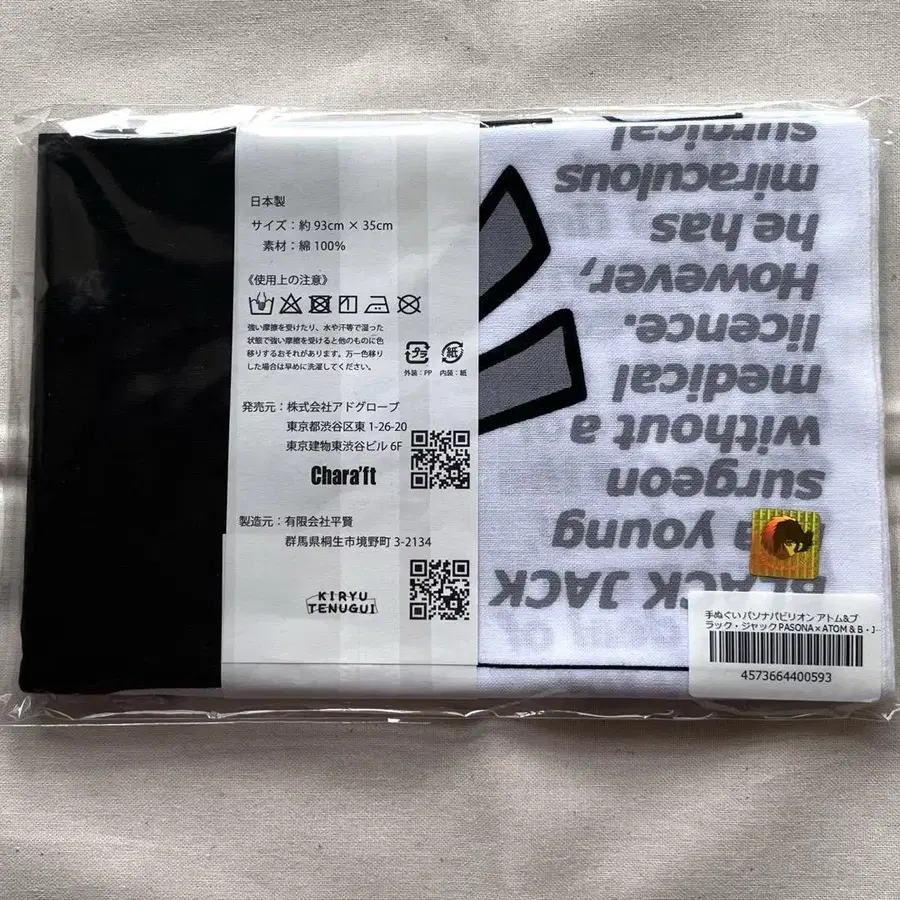 日本製
サイズ：約 93cm × 35cm
素材：綿 100%
《使用上の注意》
強い摩擦を受けたり、水や汗等で湿った
状態で強い摩擦を受けると他のものに色
移りするおそれがあります。万一色移り
した場合は早めに洗濯してください。
プラ
外装：PP
紙
内装：紙
発売元：株式会社アドグローブ
東京都渋谷区東 1-26-20
東京建物東渋谷ビル 6F
Chara'ft
製造元：有限会社平賢
群馬県桐生市境野町 3-2134
KIRYU
TENUGUI
BLACK JACK
a young
surgeon
without a
medical
licence.
However,
he has
miraculous
surgical
手ぬぐい パソナパビリオン アトム&ブ
ラック・ジャック PASONA×ATOM & B・J…
4573664400593